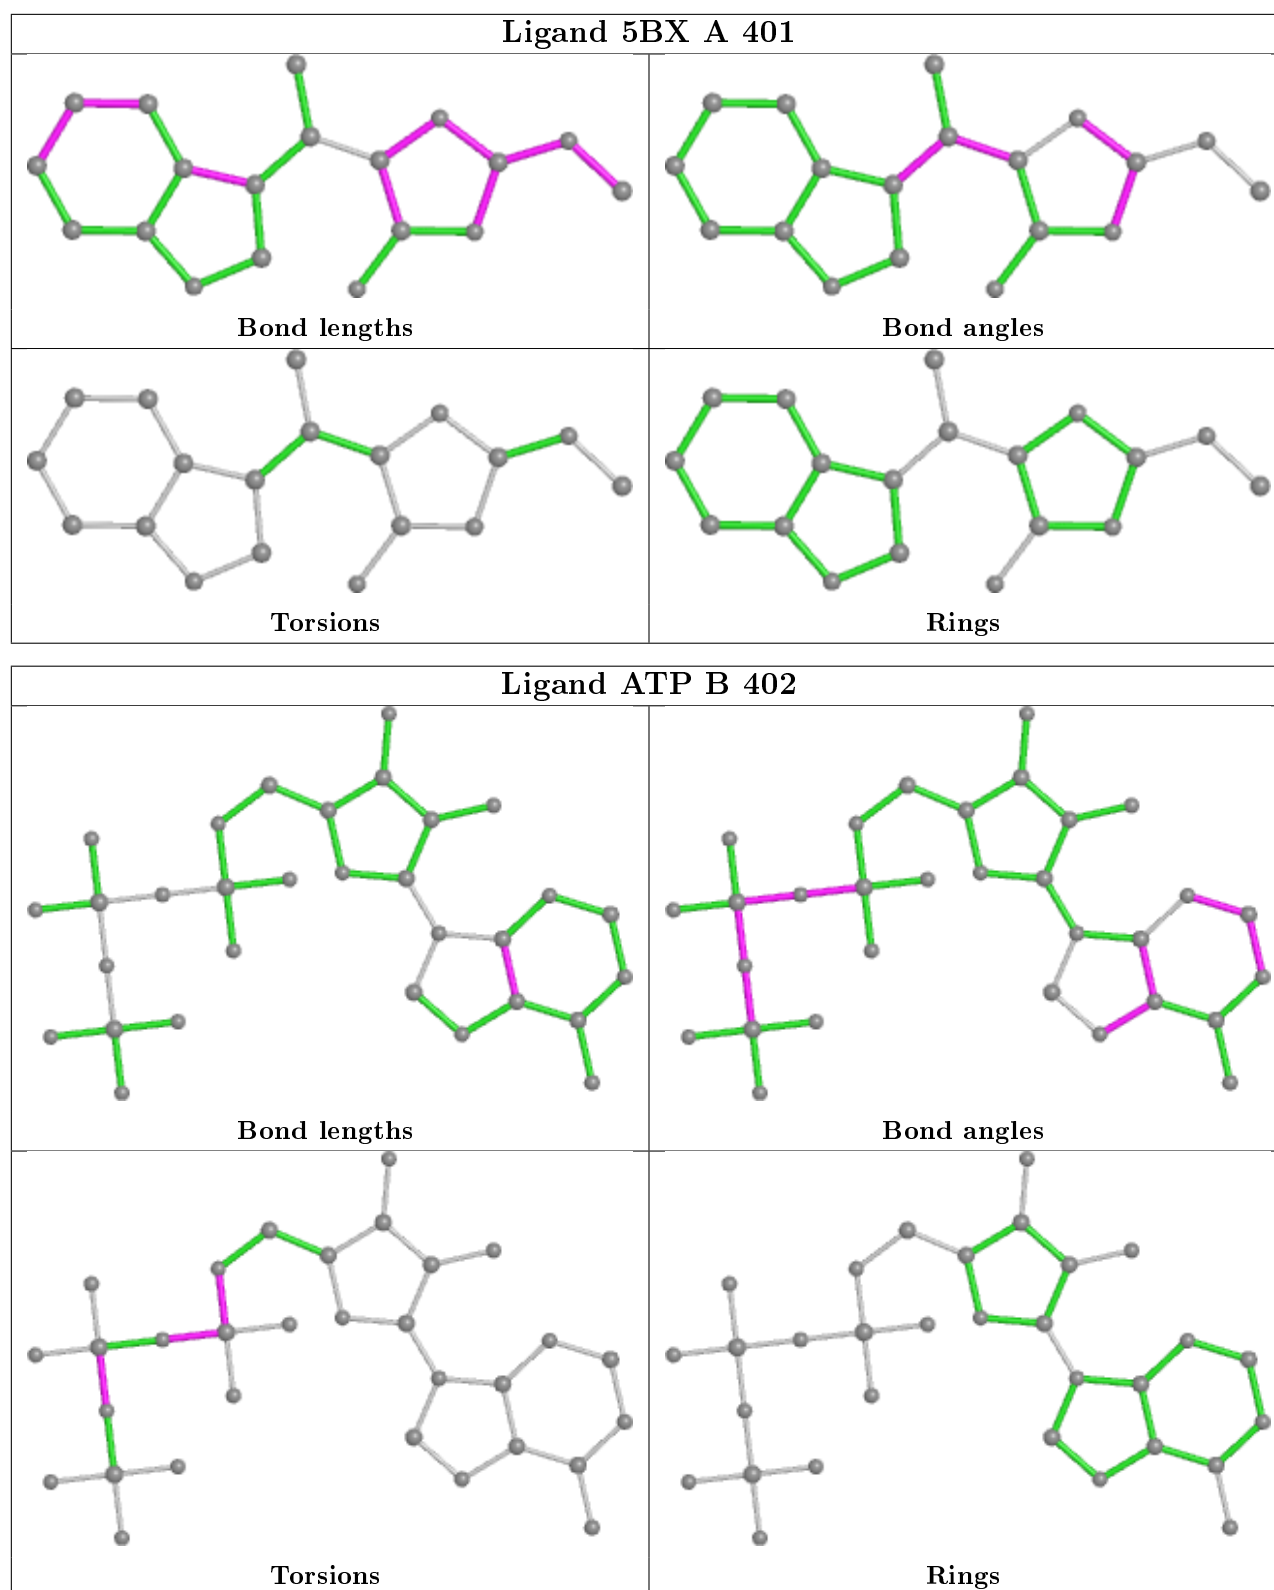 Ligand 5BX A 401
Bond lengths
Bond angles
Torsions
Rings
Ligand ATP B 402
Bond lengths
Bond angles
Torsions
Rings